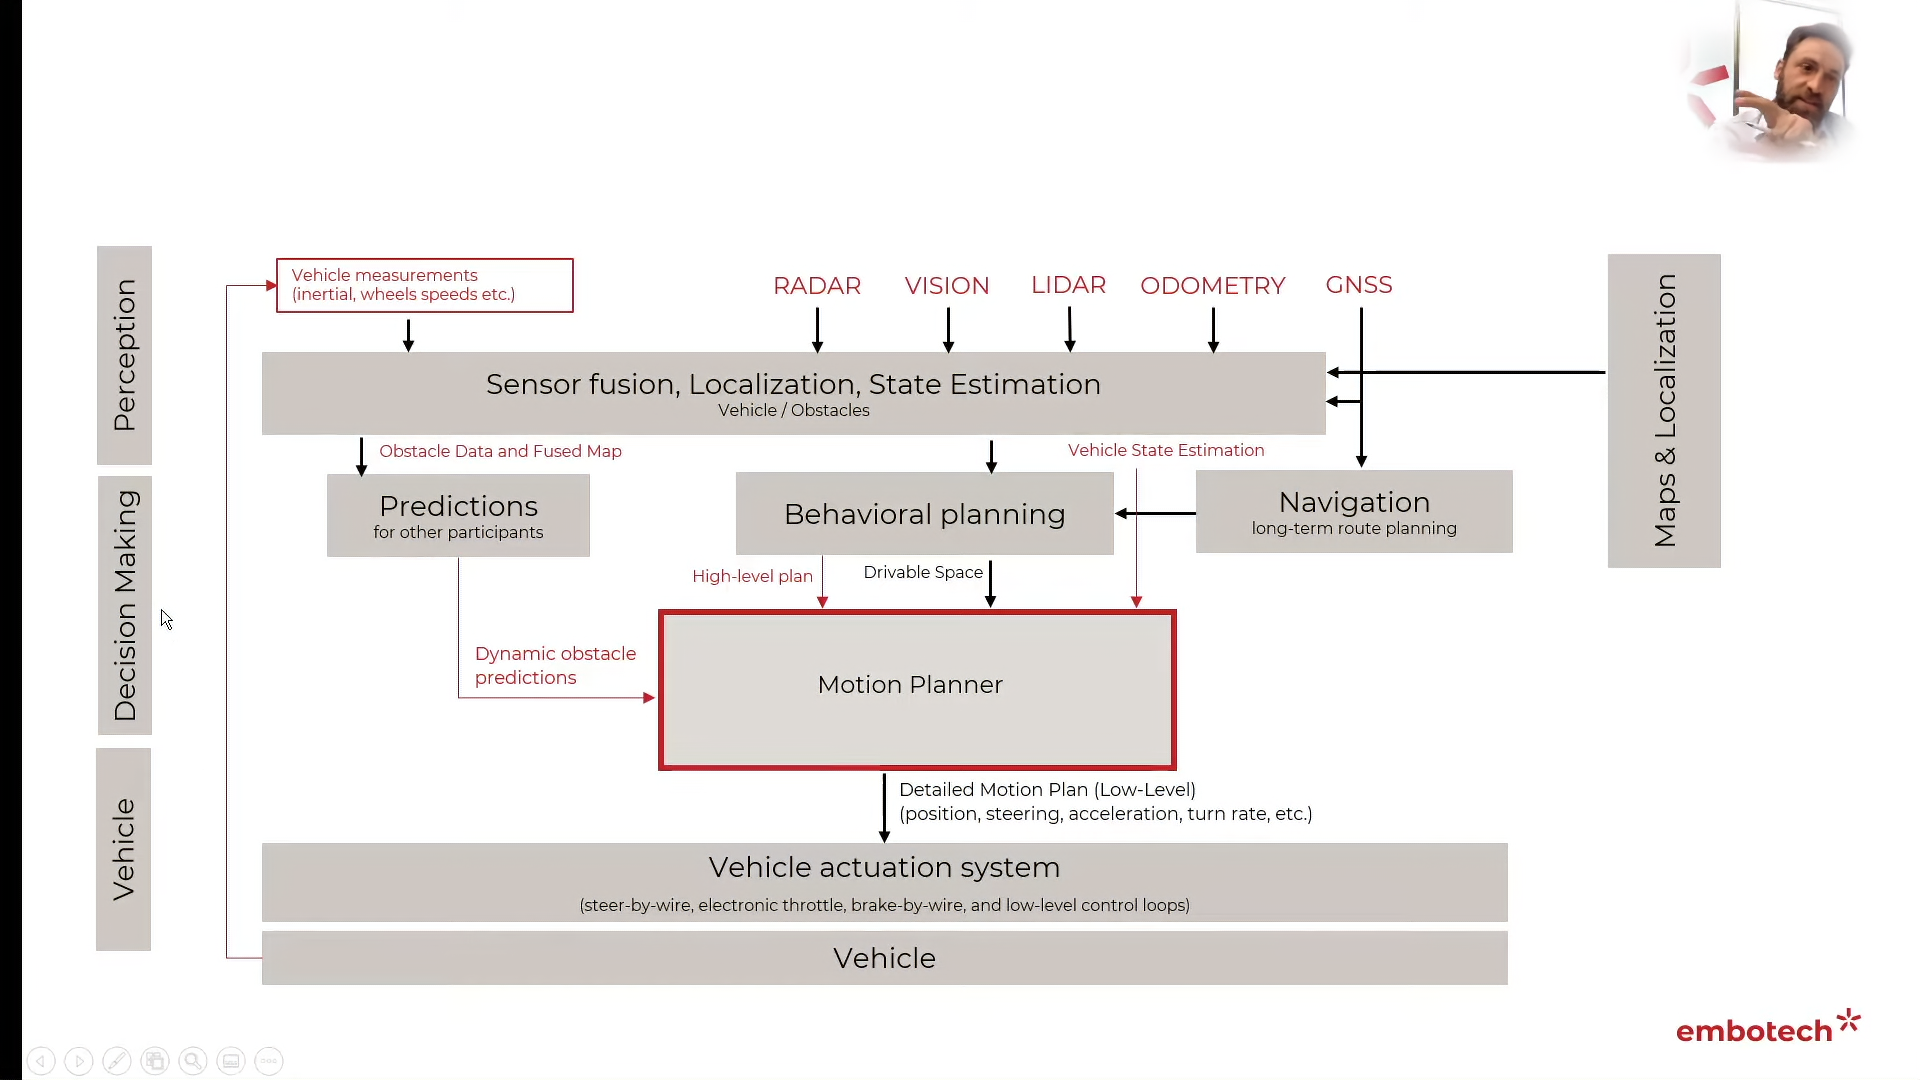 Perception
Decision Making
Vehicle
Vehicle measurements
(inertial, wheels speeds etc.)
RADAR
VISION
LIDAR
ODOMETRY
GNSS
Maps & Localization
Sensor fusion, Localization, State Estimation
Vehicle / Obstacles
Obstacle Data and Fused Map
Vehicle State Estimation
Predictions
for other participants
Behavioral planning
Navigation
long-term route planning
High-level plan
Drivable Space
Dynamic obstacle
predictions
Motion Planner
Detailed Motion Plan (Low-Level)
(position, steering, acceleration, turn rate, etc.)
Vehicle actuation system
(steer-by-wire, electronic throttle, brake-by-wire, and low-level control loops)
Vehicle
embotech